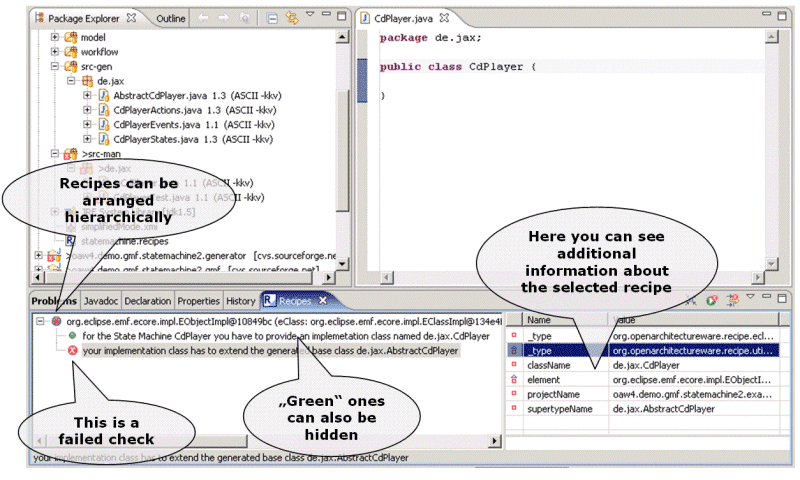 Package Explorer
Outline
model
workflow
src-gen
de.jax
AbstractCdPlayer.java 1.3 (ASCII -kkv)
CdPlayerActions.java 1.3 (ASCII -kkv)
CdPlayerEvents.java 1.1 (ASCII -kkv)
CdPlayerStates.java 1.3 (ASCII -kkv)
>src-man
>de.jax
1.1 (ASCII -kkv)
1.1 (ASCII -kkv)
[jdk1.5]
simplifiedMode.xmi
statemachine.recipes
>oaw4.demo.gmf.statemachine2.generator [cvs.sourceforge.ne
>oaw4.demo.gmf.statemachine2.gmf [cvs.sourceforge.net]
Recipes can be
arranged
hierarchically
CdPlayer.java
package de.jax;
public class CdPlayer {
}
Here you can see
additional
information about
the selected recipe
Problems Javadoc Declaration Properties History Recipes
org.eclipse.emf.ecore.impl.EObjectImpl@10849bc (eClass: org.eclipse.emf.ecore.impl.EClassImpl@134e4l
for the State Machine CdPlayer you have to provide an implemetation class named de.jax.CdPlayer
your implementation class has to extend the generated base class de.jax.AbstractCdPlayer
This is a
failed check
„Green“ ones
can also be
hidden
Name Value
_type org.openarchitectureware.recipe.ecl...
_type org.openarchitectureware.recipe.uti...
className de.jax.CdPlayer
element org.eclipse.emf.ecore.impl.EObjectI...
projectName oaw4.demo.gmf.statemachine2.exa...
supertypeName de.jax.AbstractCdPlayer
your implementation class has to extend the generated base class de.jax.AbstractCdPlayer